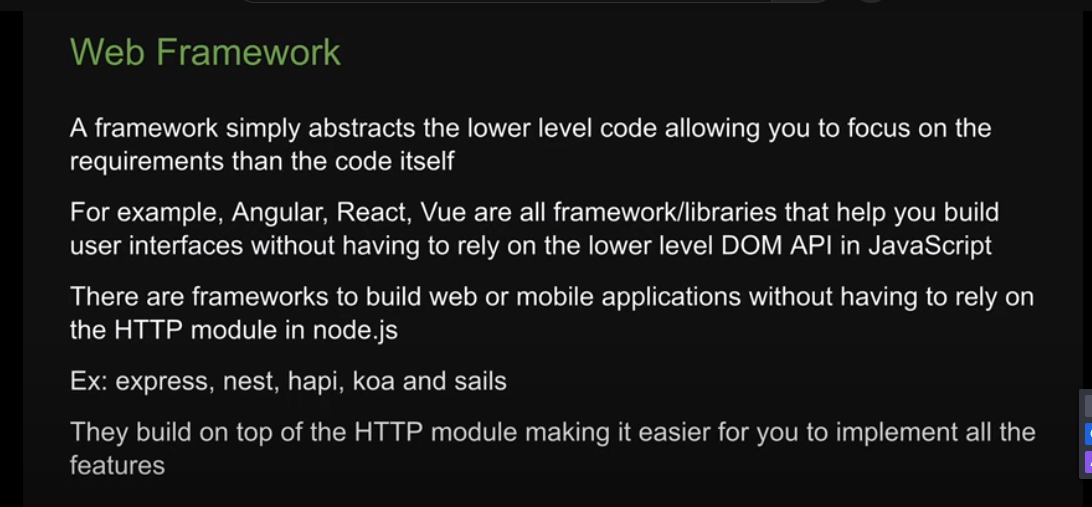 Web Framework
A framework simply abstracts the lower level code allowing you to focus on the
requirements than the code itself
For example, Angular, React, Vue are all framework/libraries that help you build
user interfaces without having to rely on the lower level DOM API in JavaScript
There are frameworks to build web or mobile applications without having to rely on
the HTTP module in node.js
Ex: express, nest, hapi, koa and sails
They build on top of the HTTP module making it easier for you to implement all the
features